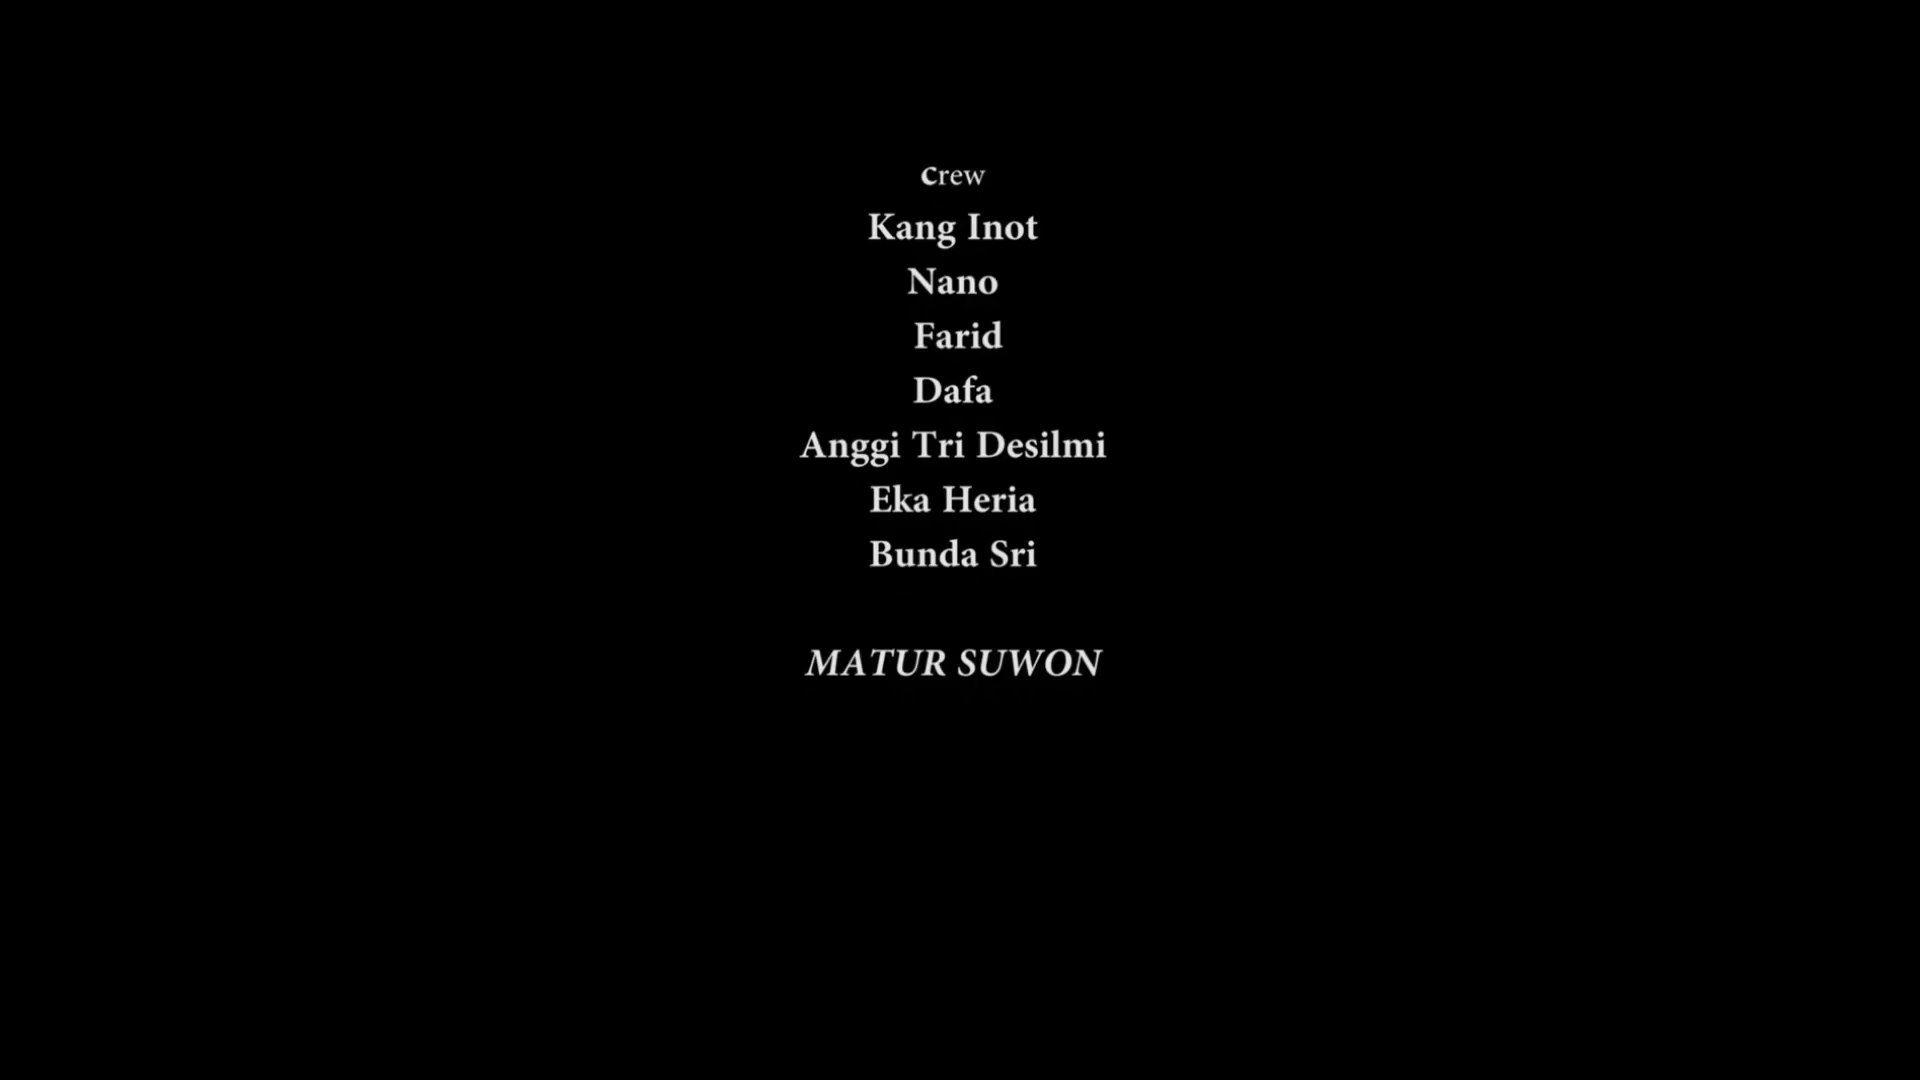 crew
Kang Inot
Nano
Farid
Dafa
Anggi Tri Desilmi
Eka Heria
Bunda Sri
MATUR SUWON